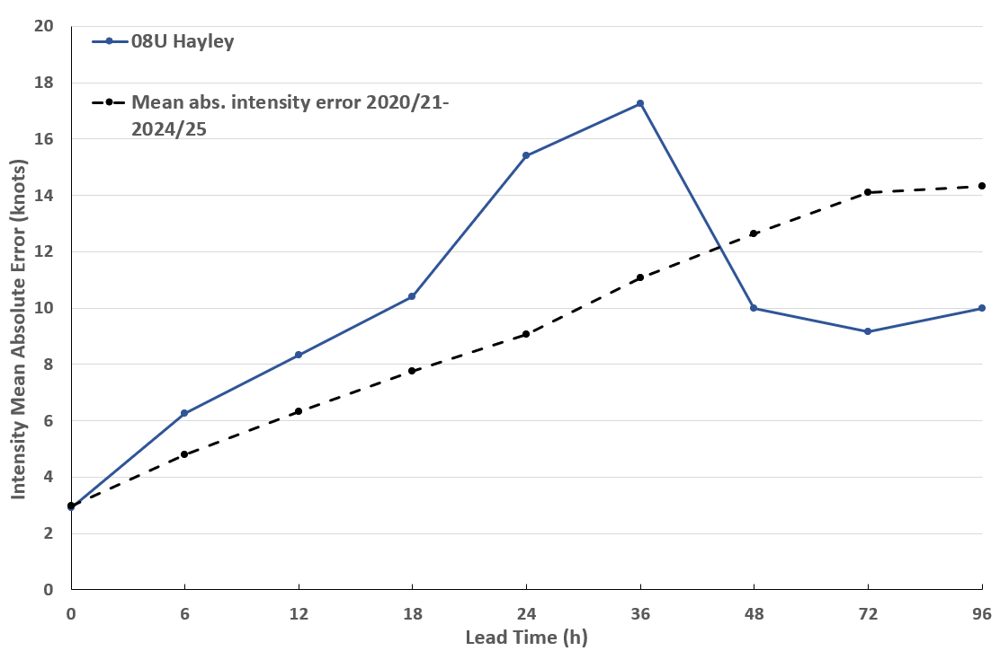 20
08U Hayley
18
Mean abs. intensity error 2020/21-
2024/25
16
14
12
10
8
6
4
2
0
Intensity Mean Absolute Error (knots)
0 6 12 18 24 36 48 72 96
Lead Time (h)